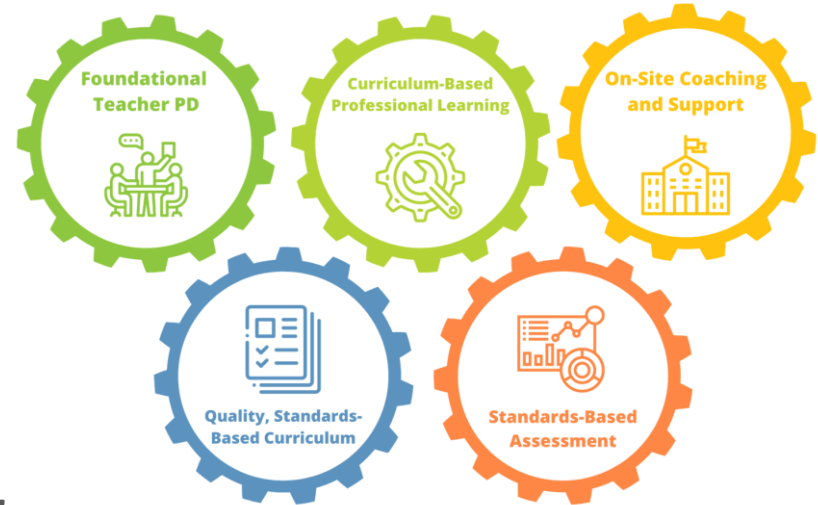 Foundational
Teacher PD
Curriculum-Based
Professional Learning
On-Site Coaching
and Support
Quality, Standards-
Based Curriculum
Standards-Based
Assessment